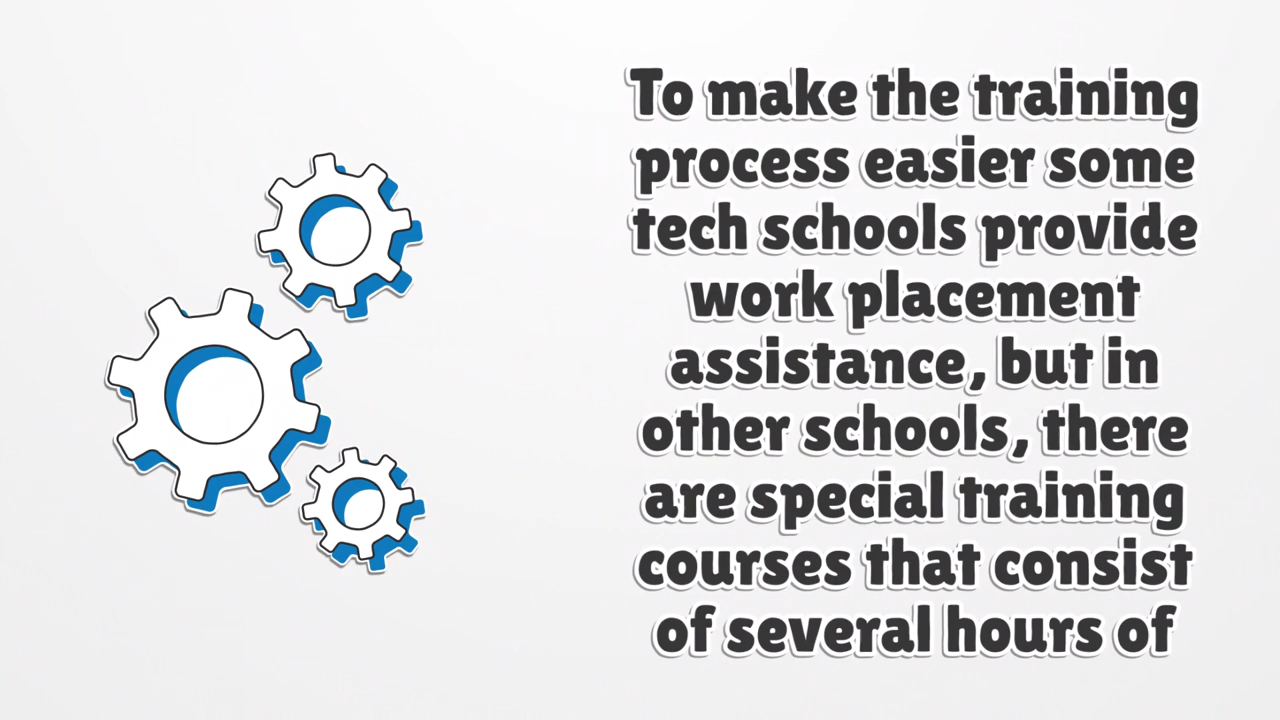 To make the training
process easier some
tech schools provide
work placement
assistance, but in
other schools, there
are special training
courses that consist
of several hours of